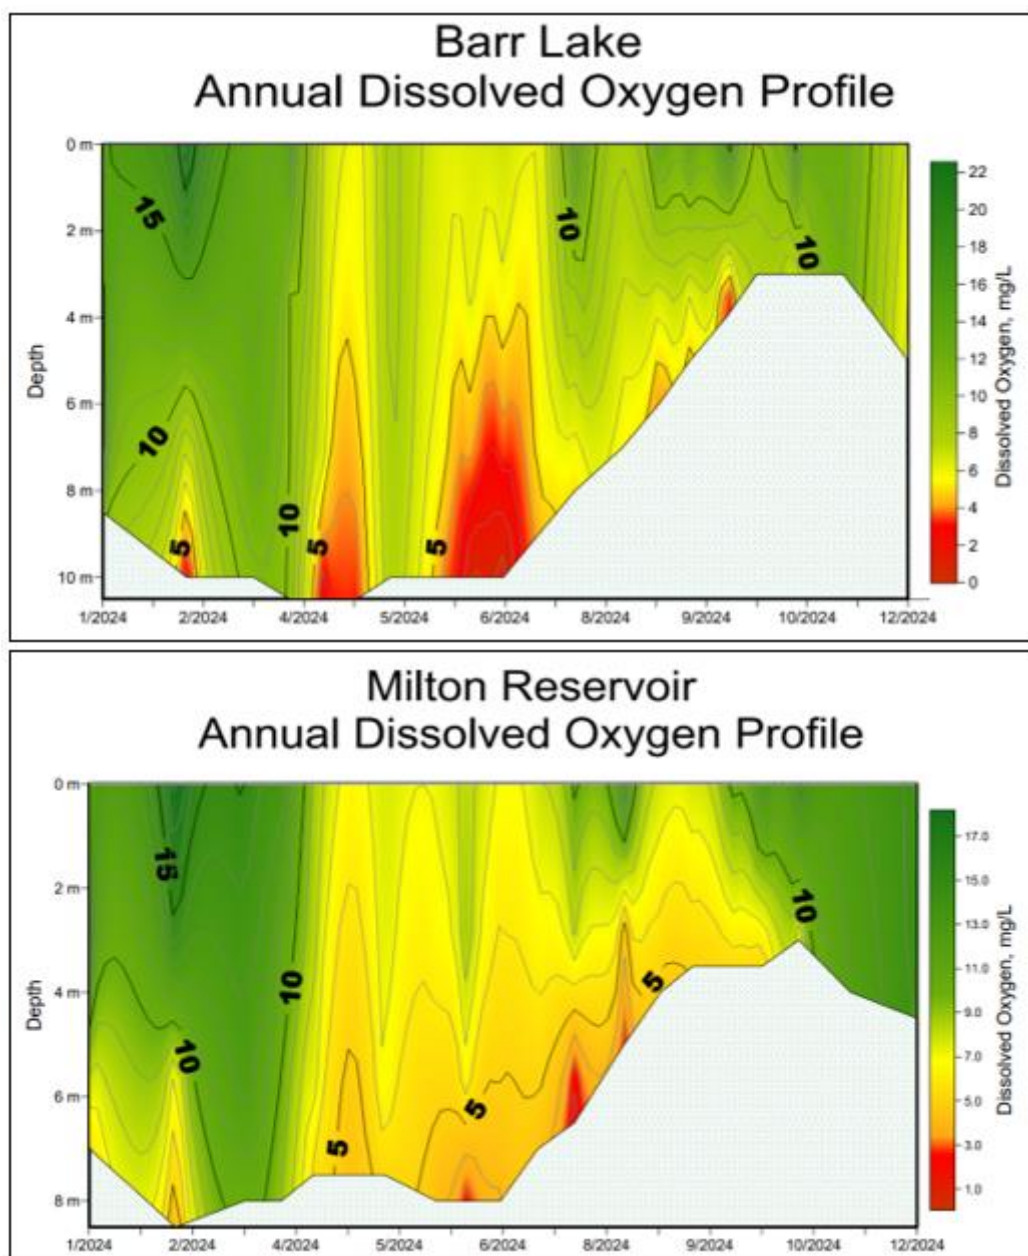 Barr Lake
Annual Dissolved Oxygen Profile
0 m
2 m
4 m
6 m
8 m
10 m
Depth
15
10
5
10
5
5
10
10
22
20
18
16
14
12
10
8
6
4
2
0
Dissolved Oxygen, mg/L
1/2024 2/2024 4/2024 5/2024 6/2024 8/2024 9/2024 10/2024 12/2024
Milton Reservoir
Annual Dissolved Oxygen Profile
0 m
2 m
4 m
6 m
8 m
Depth
15
10
10
5
5
5
10
17.0
15.0
13.0
11.0
9.0
7.0
5.0
3.0
1.0
Dissolved Oxygen, mg/L
1/2024 2/2024 4/2024 5/2024 6/2024 8/2024 9/2024 10/2024 12/2024